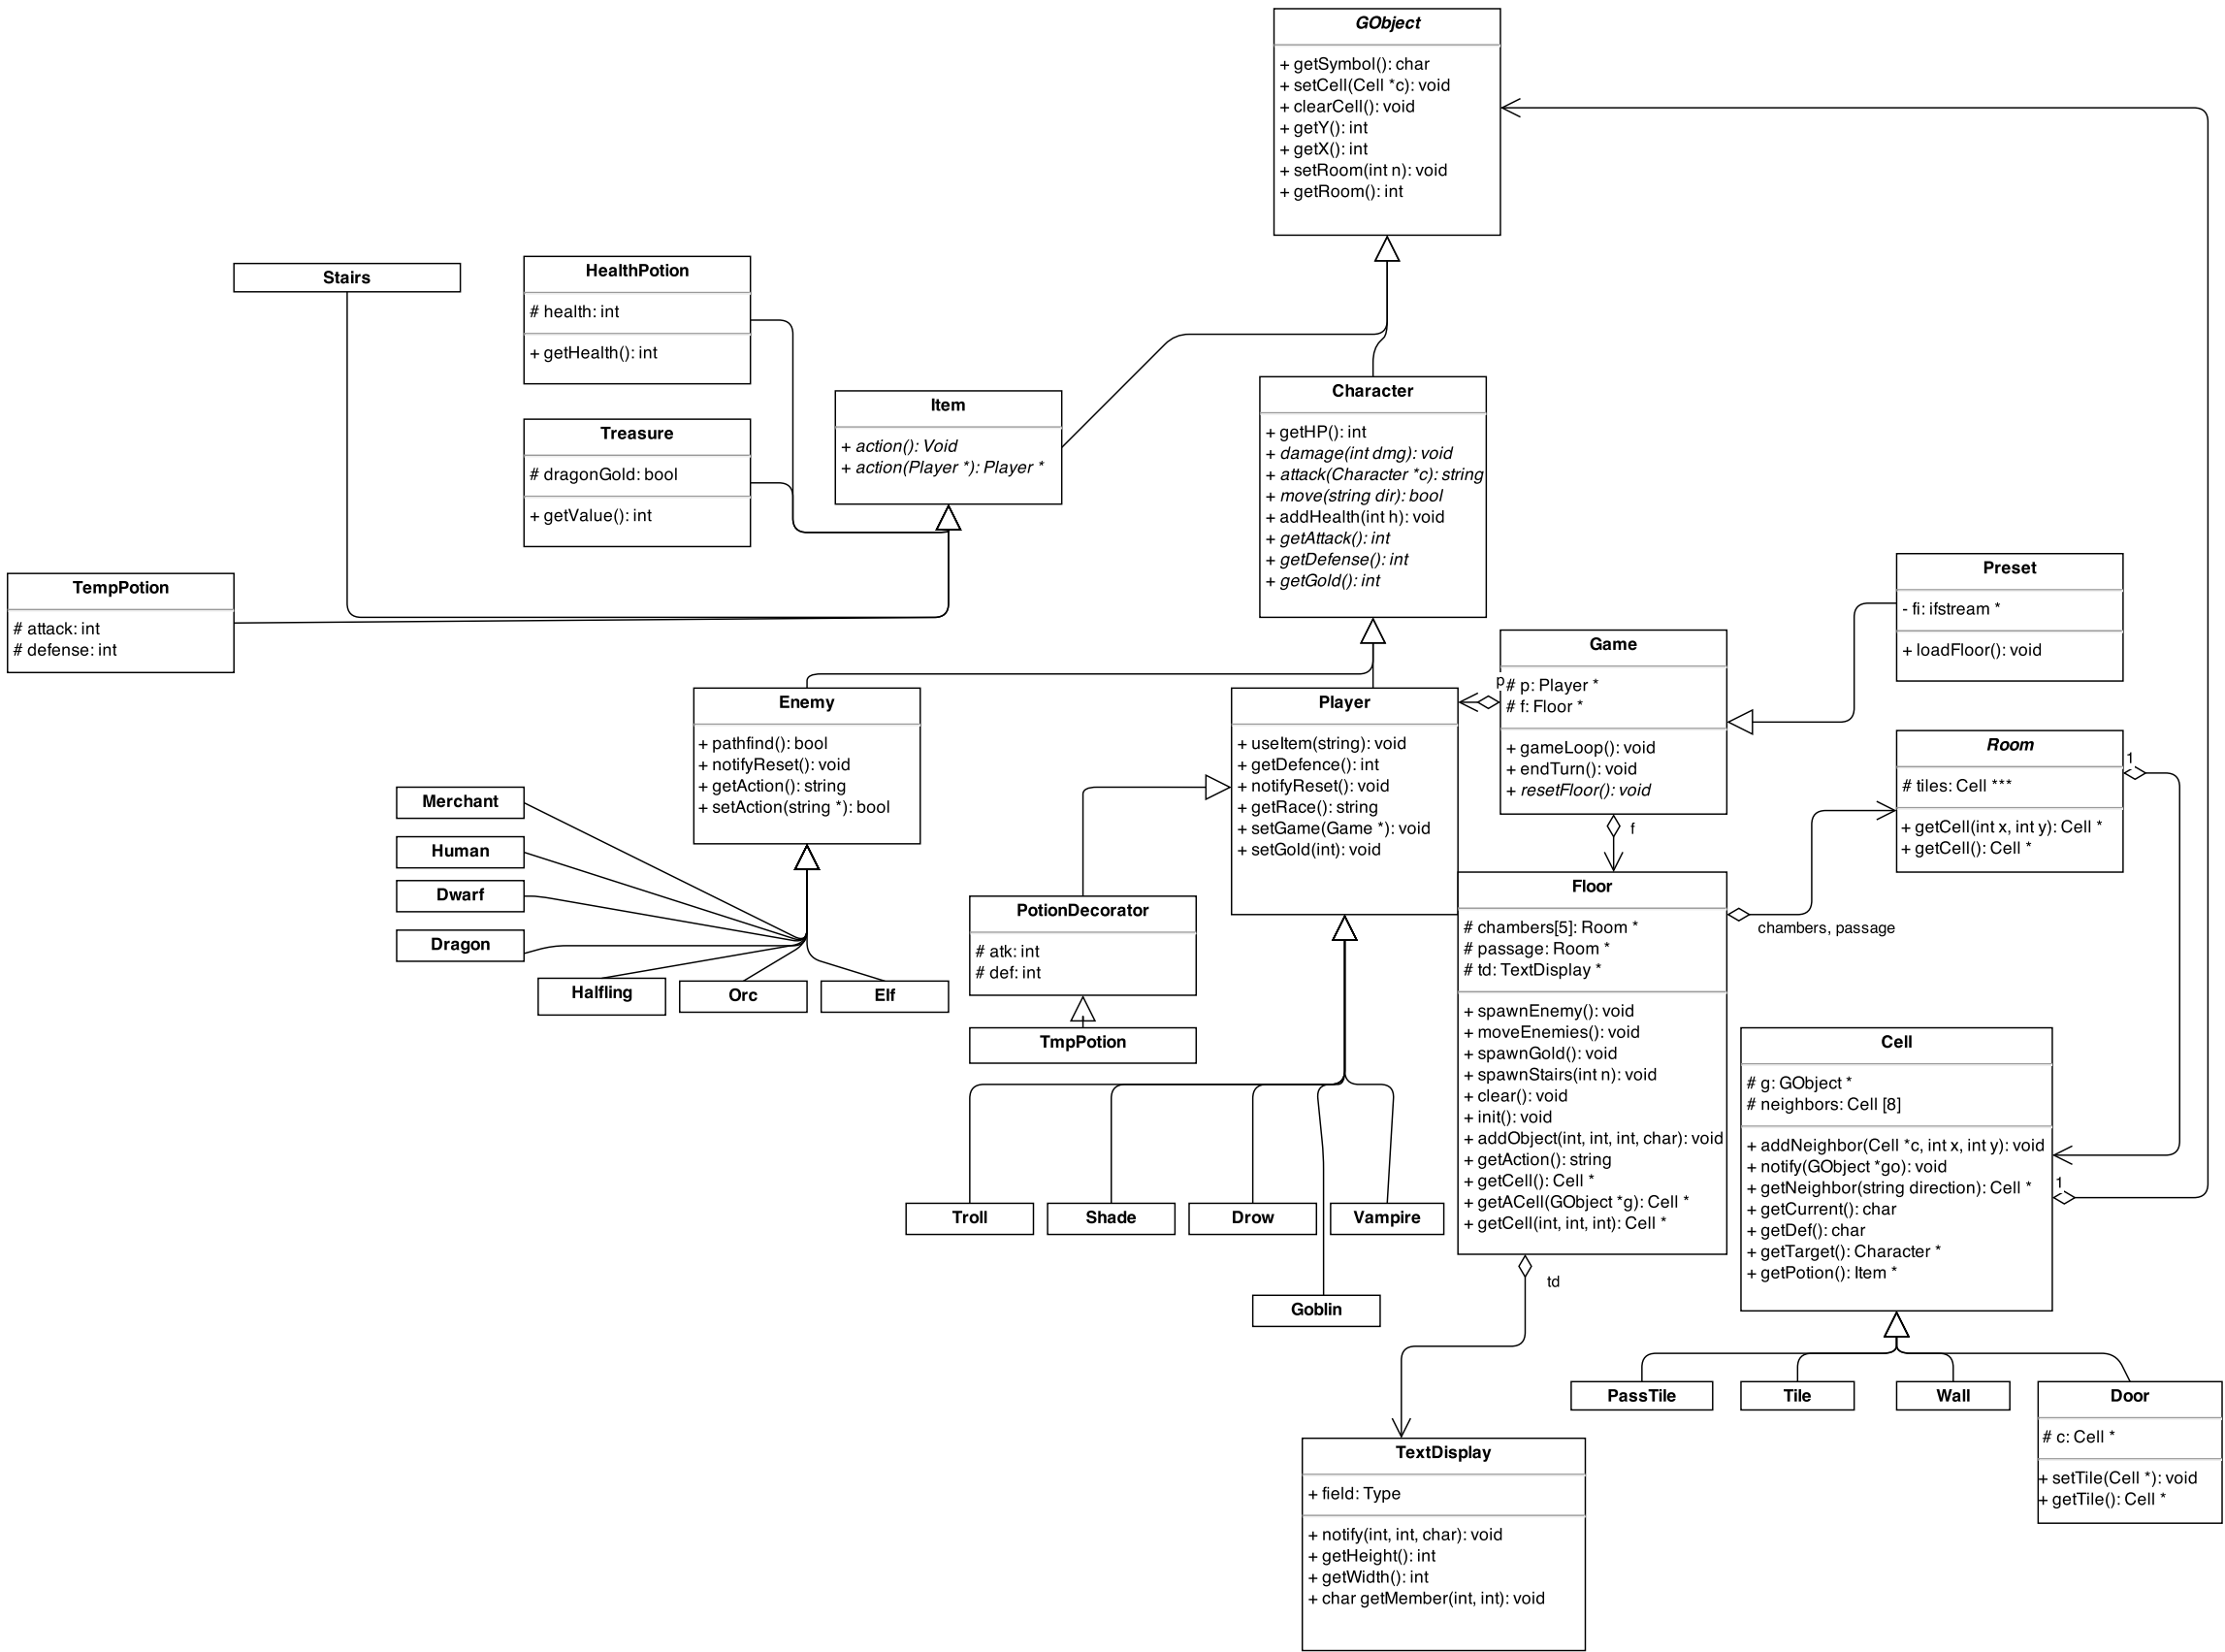 GObject
+ getSymbol(): char
+ setCell(Cell *c): void
+ clearCell(): void
+ getY(): int
+ getX(): int
+ setRoom(int n): void
+ getRoom(): int
Stairs
HealthPotion
# health: int
+ getHealth(): int
Treasure
# dragonGold: bool
+ getValue(): int
Item
+ action(): Void
+ action(Player *): Player *
Character
+ getHP(): int
+ damage(int dmg): void
+ attack(Character *c): string
+ move(string dir): bool
+ addHealth(int h): void
+ getAttack(): int
+ getDefense(): int
+ getGold(): int
TempPotion
# attack: int
# defense: int
Preset
- fi: ifstream *
+ loadFloor(): void
Game
# p: Player *
# f: Floor *
+ gameLoop(): void
+ endTurn(): void
+ resetFloor(): void
p
f
Enemy
+ pathfind(): bool
+ notifyReset(): void
+ getAction(): string
+ setAction(string *): bool
Player
+ useItem(string): void
+ getDefence(): int
+ notifyReset(): void
+ getRace(): string
+ setGame(Game *): void
+ setGold(int): void
Room
# tiles: Cell ***
+ getCell(int x, int y): Cell *
+ getCell(): Cell *
1
Merchant
Human
Dwarf
Dragon
Halfling
Orc
Elf
PotionDecorator
# atk: int
# def: int
TmpPotion
Floor
# chambers[5]: Room *
# passage: Room *
# td: TextDisplay *
+ spawnEnemy(): void
+ moveEnemies(): void
+ spawnGold(): void
+ spawnStairs(int n): void
+ clear(): void
+ init(): void
+ addObject(int, int, int, char): void
+ getAction(): string
+ getCell(): Cell *
+ getACell(GObject *g): Cell *
+ getCell(int, int, int): Cell *
chambers, passage
td
Cell
# g: GObject *
# neighbors: Cell [8]
+ addNeighbor(Cell *c, int x, int y): void
+ notify(GObject *go): void
+ getNeighbor(string direction): Cell *
+ getCurrent(): char
+ getDef(): char
+ getTarget(): Character *
+ getPotion(): Item *
1
Troll
Shade
Drow
Vampire
Goblin
PassTile
Tile
Wall
Door
# c: Cell *
+ setTile(Cell *): void
+ getTile(): Cell *
TextDisplay
+ field: Type
+ notify(int, int, char): void
+ getHeight(): int
+ getWidth(): int
+ char getMember(int, int): void